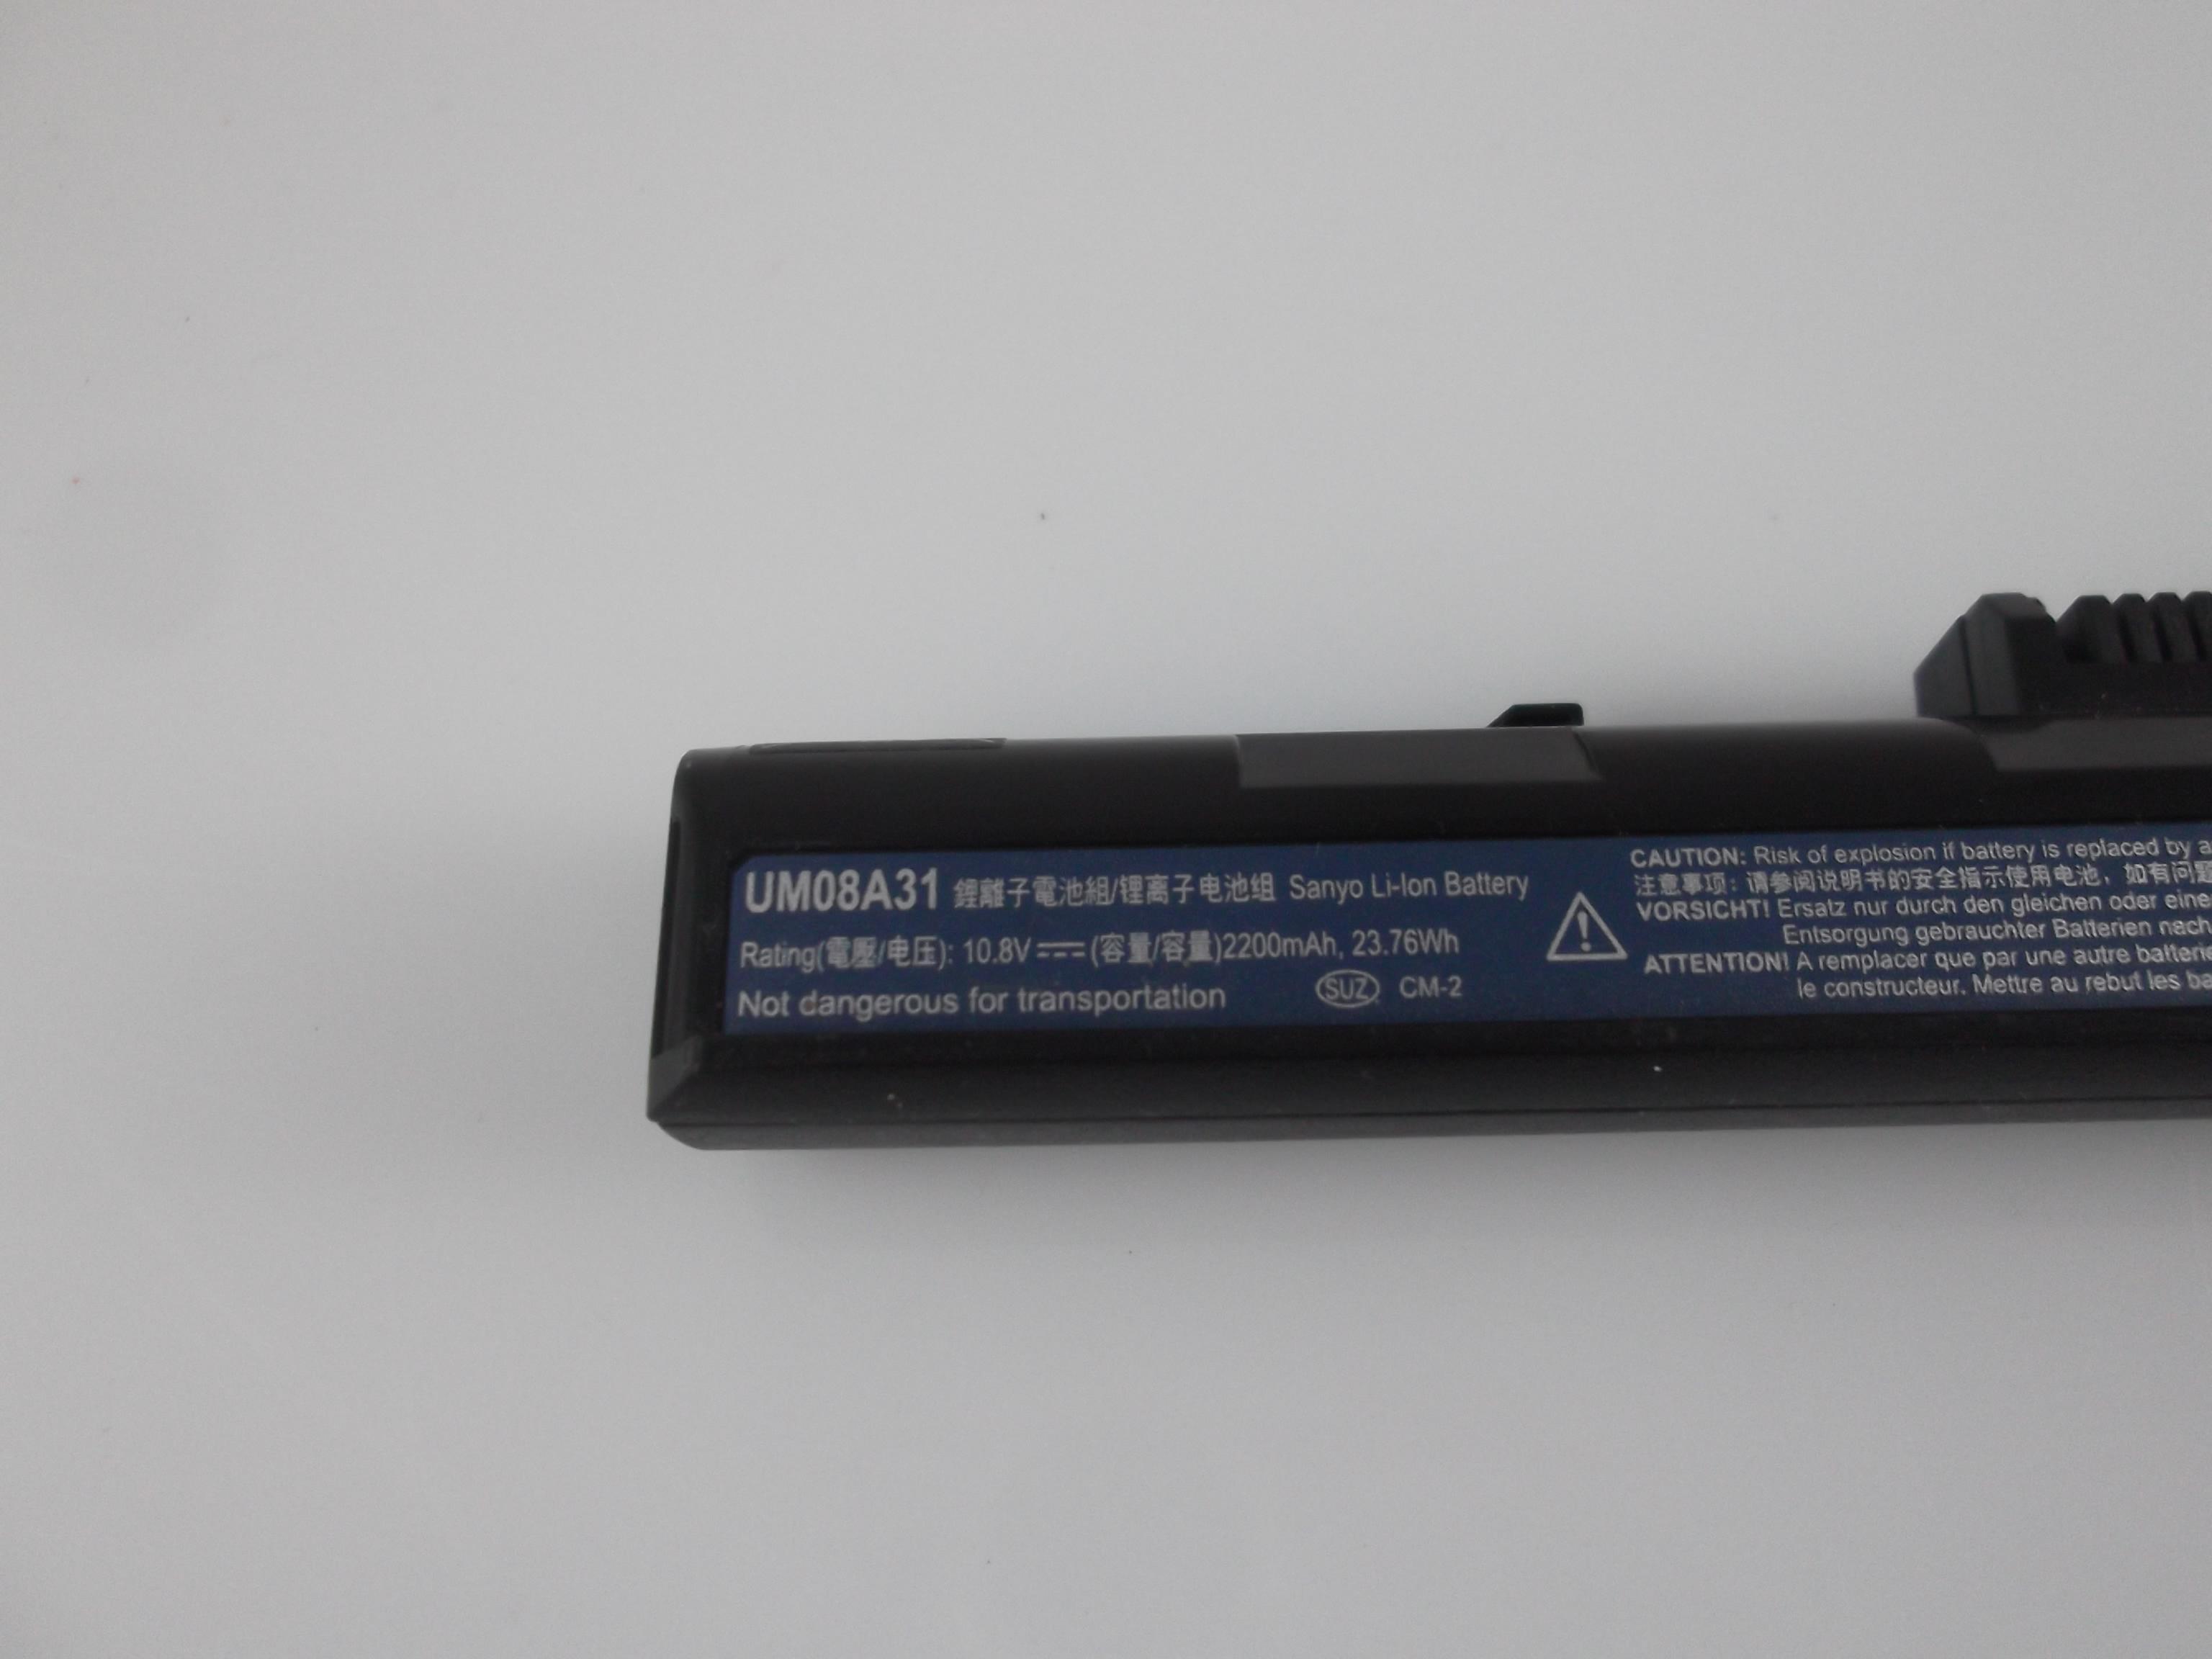 UM08A31 鋰離子電池組/锂离子电池组 Sanyo Li-Ion Battery
Rating(電壓/电压): 10.8V (容量/容量)2200mAh, 23.76Wh
Not dangerous for transportation SUZ CM-2
CAUTION: Risk of explosion if battery is replaced by a
注意事项: 请参阅说明书的安全指示使用电池，如有问题
VORSICHT! Ersatz nur durch den gleichen oder eine
Entsorgung gebrauchter Batterien nach
ATTENTION! A remplacer que par une autre batterie
le constructeur. Mettre au rebut les ba